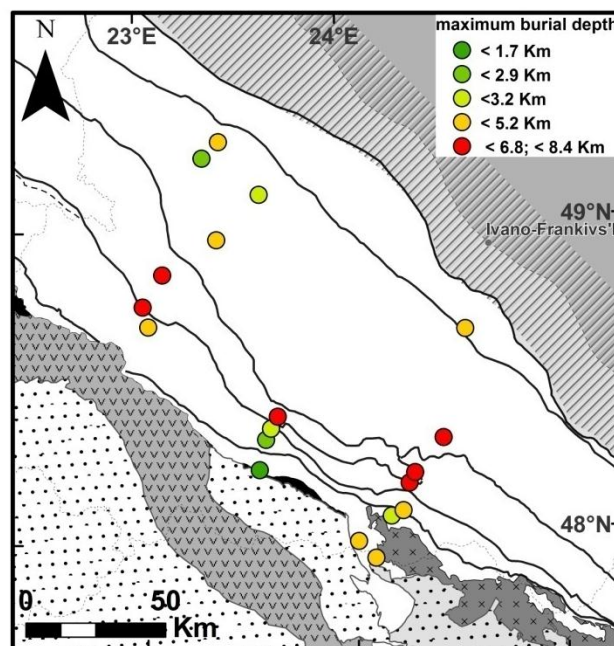 N
23°E
24°E
maximum burial depth
< 1.7 Km
< 2.9 Km
<3.2 Km
< 5.2 Km
< 6.8; < 8.4 Km
49°N
Ivano-Frankivs'
48°N
0
50
Km